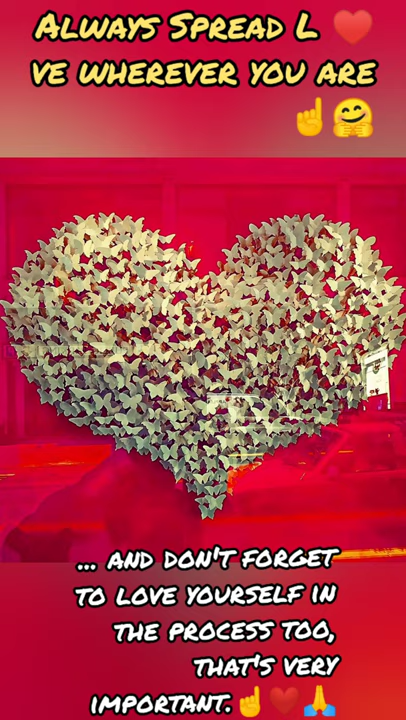 Always Spread L ❤️
ve wherever you are
☝️🤗
... and don't forget
to love yourself in
the process too,
that's very
important.☝️❤️🙏